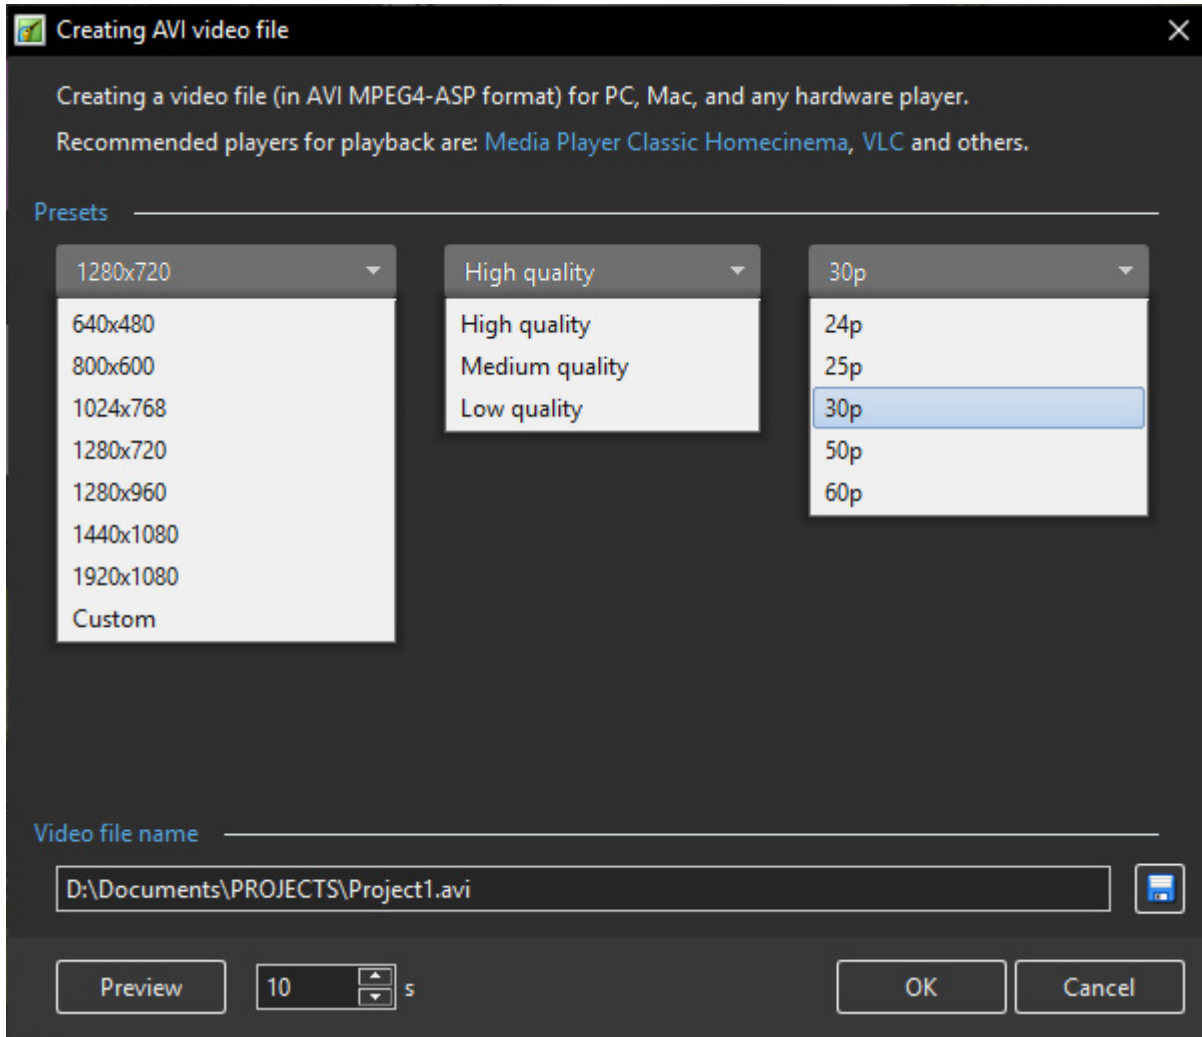 Creating AVI video file
Creating a video file (in AVI MPEG4-ASP format) for PC, Mac, and any hardware player.
Recommended players for playback are: Media Player Classic Homecinema, VLC and others.
Presets
1280x720
640x480
800x600
1024x768
1280x720
1280x960
1440x1080
1920x1080
Custom
High quality
High quality
Medium quality
Low quality
30p
24p
25p
30p
50p
60p
Video file name
D:\Documents\PROJECTS\Project1.avi
Preview 10 s OK Cancel